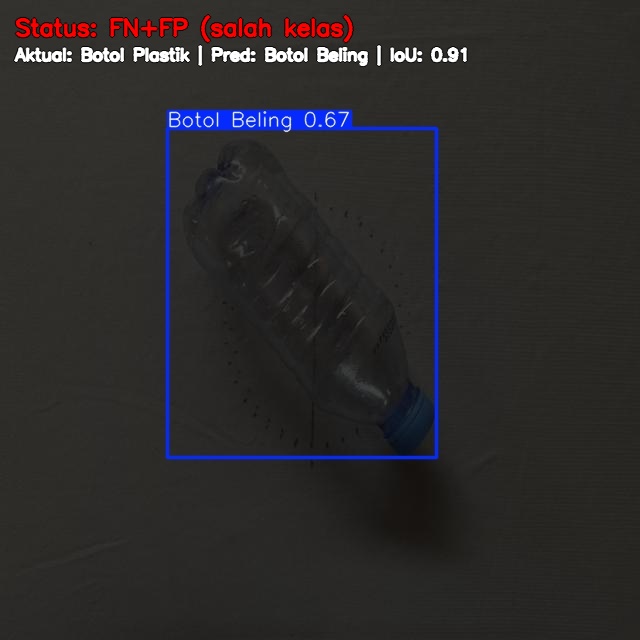 Status: FN+FP (salah kelas)
Aktual: Botol Plastik | Pred: Botol Beling | IoU: 0.91
Botol Beling 0.67